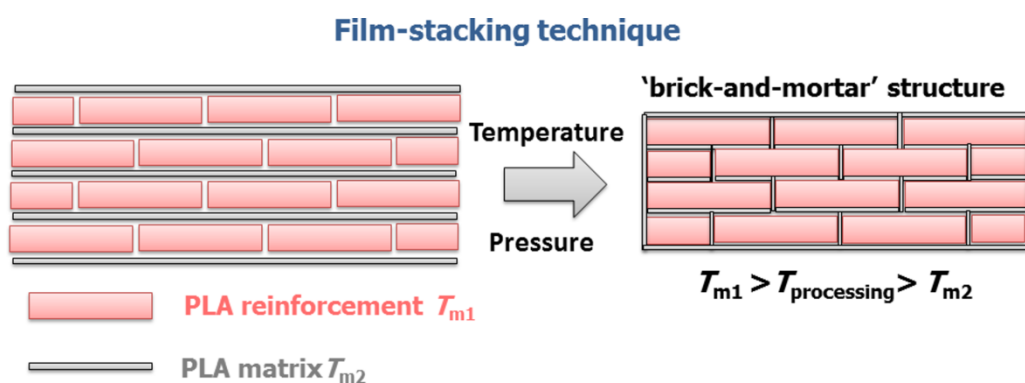 Film-stacking technique
'brick-and-mortar' structure
Temperature
Pressure
Tm1 > Tprocessing > Tm2
PLA reinforcement Tm1
PLA matrix Tm2